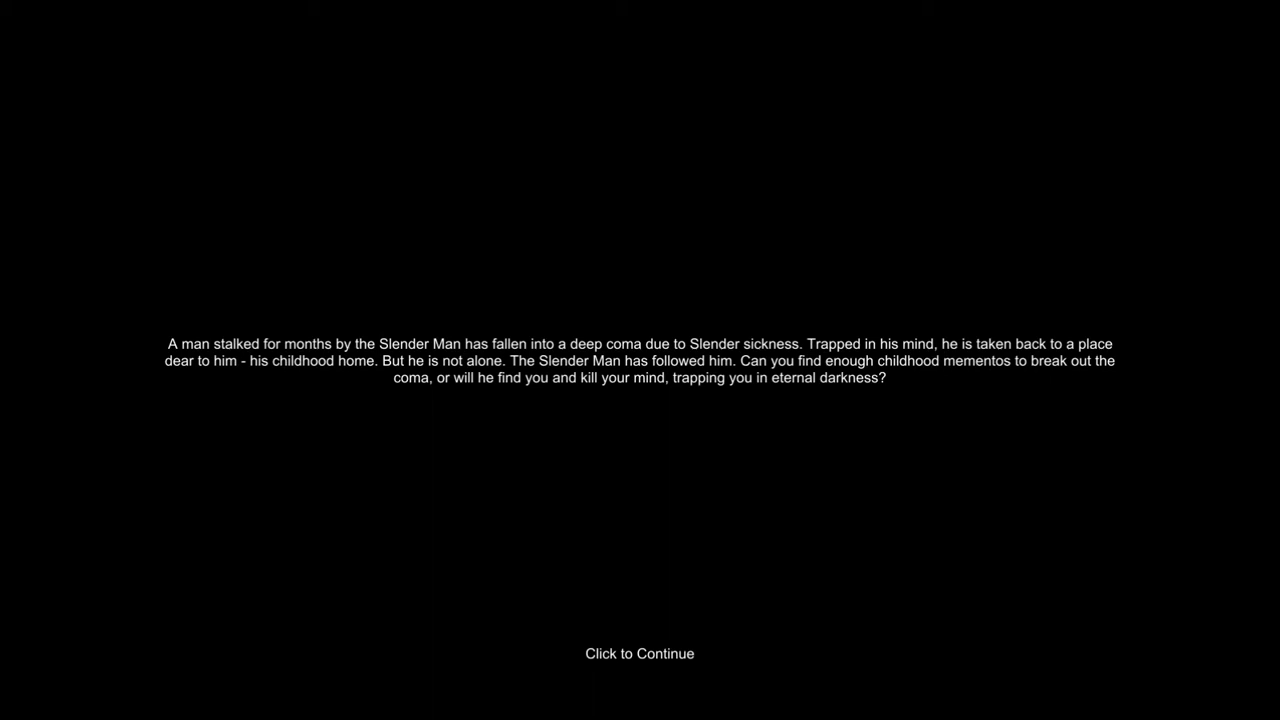 A man stalked for months by the Slender Man has fallen into a deep coma due to Slender sickness. Trapped in his mind, he is taken back to a place
dear to him - his childhood home. But he is not alone. The Slender Man has followed him. Can you find enough childhood mementos to break out the
coma, or will he find you and kill your mind, trapping you in eternal darkness?
Click to Continue